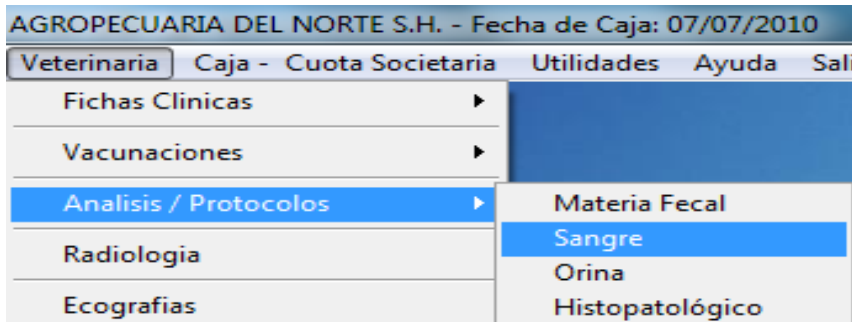 AGROPECUARIA DEL NORTE S.H. - Fecha de Caja: 07/07/2010
Veterinaria Caja - Cuota Societaria Utilidades Ayuda Sali
Fichas Clinicas
Vacunaciones
Analisis / Protocolos
Radiologia
Ecografias
Materia Fecal
Sangre
Orina
Histopatológico